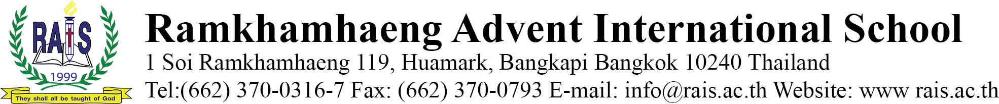 RAIS
1999
They shall all be taught of God
Ramkhamhaeng Advent International School
1 Soi Ramkhamhaeng 119, Huamark, Bangkapi Bangkok 10240 Thailand
Tel:(662) 370-0316-7 Fax: (662) 370-0793 E-mail: info@rais.ac.th Website: www rais.ac.th